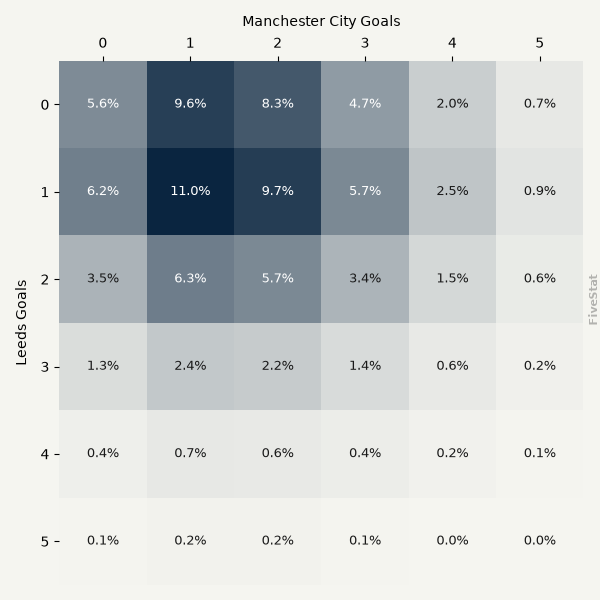 Manchester City Goals
0 1 2 3 4 5
0 5.6% 9.6% 8.3% 4.7% 2.0% 0.7%
1 6.2% 11.0% 9.7% 5.7% 2.5% 0.9%
2 3.5% 6.3% 5.7% 3.4% 1.5% 0.6%
3 1.3% 2.4% 2.2% 1.4% 0.6% 0.2%
4 0.4% 0.7% 0.6% 0.4% 0.2% 0.1%
5 0.1% 0.2% 0.2% 0.1% 0.0% 0.0%
Leeds Goals
FiveStat